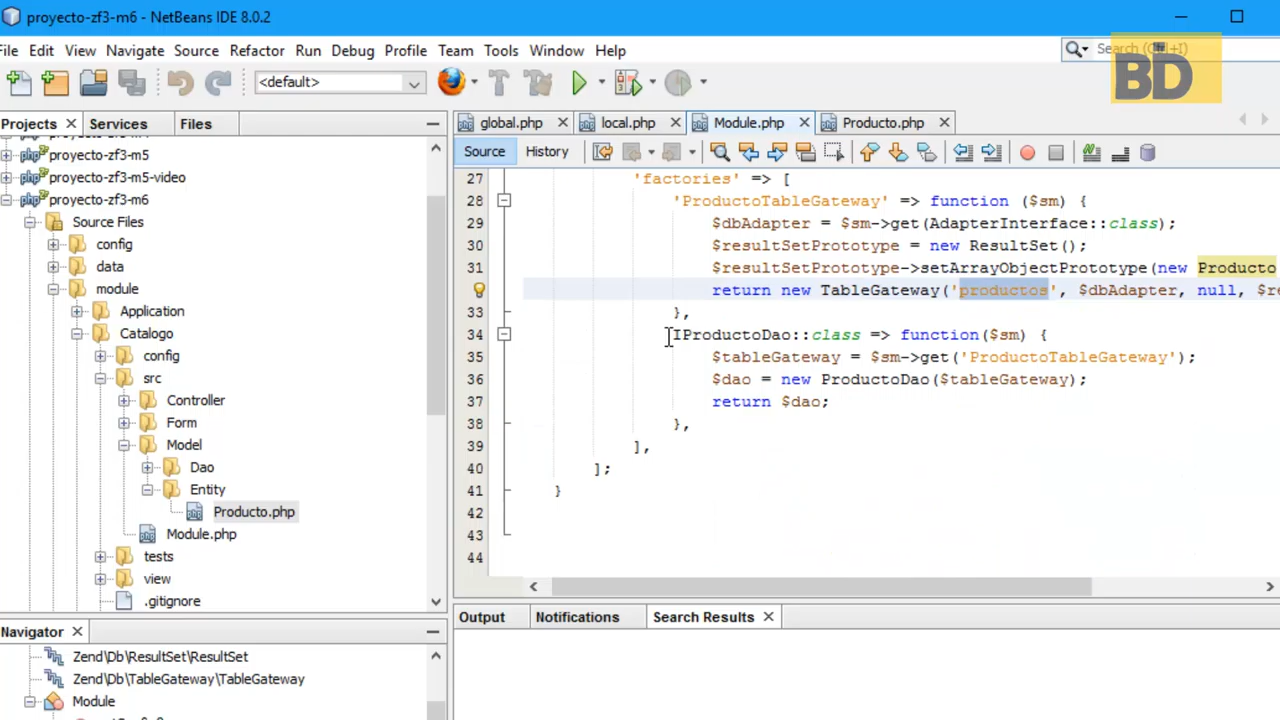 proyecto-zf3-m6 - NetBeans IDE 8.0.2
File Edit View Navigate Source Refactor Run Debug Profile Team Tools Window Help
Search (Ctrl+I)
BD
<default>
Projects Services Files
global.php local.php Module.php Producto.php
Source History
proyecto-zf3-m5
proyecto-zf3-m5-video
proyecto-zf3-m6
Source Files
config
data
module
Application
Catalogo
config
src
Controller
Form
Model
Dao
Entity
Producto.php
Module.php
tests
view
.gitignore
27 'factories' => [
28 'ProductoTableGateway' => function ($sm) {
29 $dbAdapter = $sm->get(AdapterInterface::class);
30 $resultSetPrototype = new ResultSet();
31 $resultSetPrototype->setArrayObjectPrototype(new Producto
return new TableGateway('productos', $dbAdapter, null, $re
33 },
34 IProductoDao::class => function($sm) {
35 $tableGateway = $sm->get('ProductoTableGateway');
36 $dao = new ProductoDao($tableGateway);
37 return $dao;
38 },
39 ],
40 ];
41 }
42
43
44
Output Notifications Search Results
Navigator
Zend\Db\ResultSet\ResultSet
Zend\Db\TableGateway\TableGateway
Module